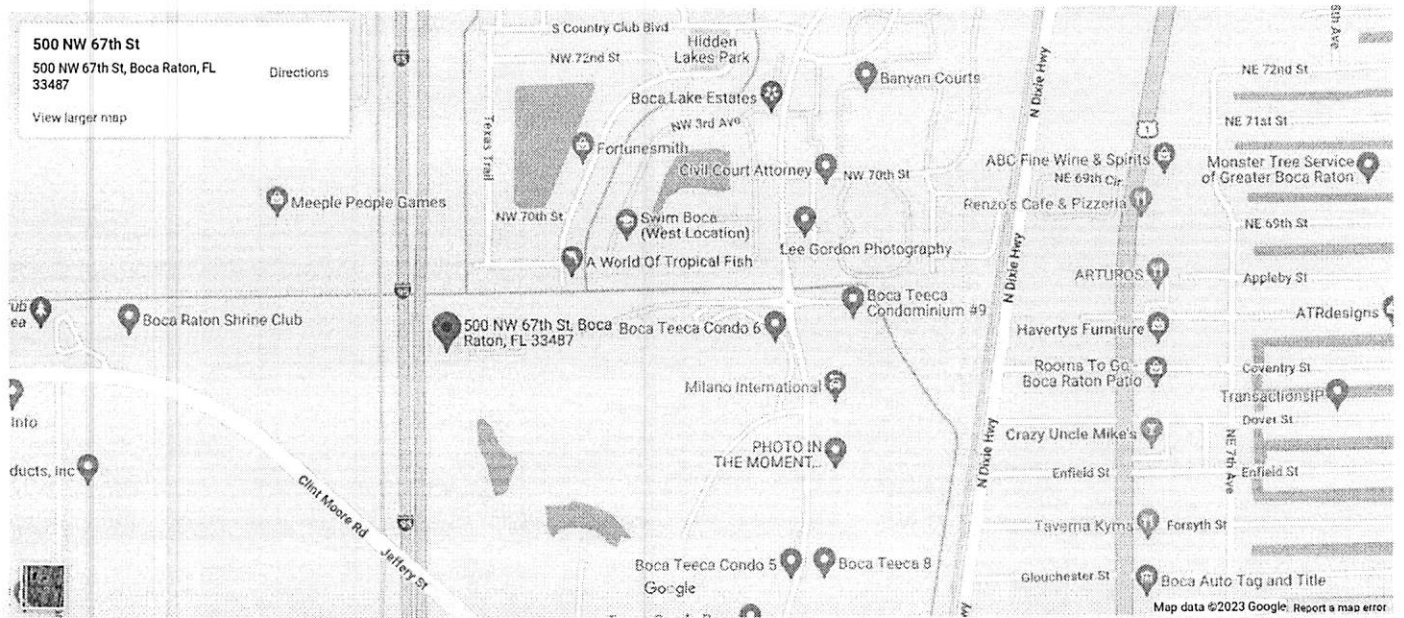 500 NW 67th St
500 NW 67th St, Boca Raton, FL
33487
Directions
View larger map
S Country Club Blvd
Hidden
Lakes Park
NW 72nd St
Banyan Courts
Boca Lake Estates
NW 3rd Ave
Texas Trail
Fortunesmith
Civil Court Attorney
NW 70th St
Meeple People Games
NW 70th St
Swim Boca
(West Location)
Lee Gordon Photography
A World Of Tropical Fish
N Dixie Hwy
N Dixie Hwy
N Dixie Hwy
1
ABC Fine Wine & Spirits
NE 69th Cir
Renzo's Cafe & Pizzeria
ARTUROS
Havertys Furniture
Rooms To Go -
Boca Raton Patio
Crazy Uncle Mike's
Enfield St
Taverna Kyma
Forsyth St
Glouchester St
Boca Auto Tag and Title
5th Ave
NE 72nd St
NE 71st St
Monster Tree Service
of Greater Boca Raton
NE 69th St
Appleby St
ATRdesigns
Coventry St
TransactionsIP
Dover St
NE 7th Ave
Enfield St
95
95
95
Boca Raton Shrine Club
500 NW 67th St, Boca
Raton, FL 33487
Boca Teeca Condo 6
Boca Teeca
Condominium #9
Milano International
PHOTO IN
THE MOMENT...
Info
ducts, Inc
Clint Moore Rd
Jeffery St
Boca Teeca Condo 5
Boca Teeca 8
Google
Map data ©2023 Google
Report a map error